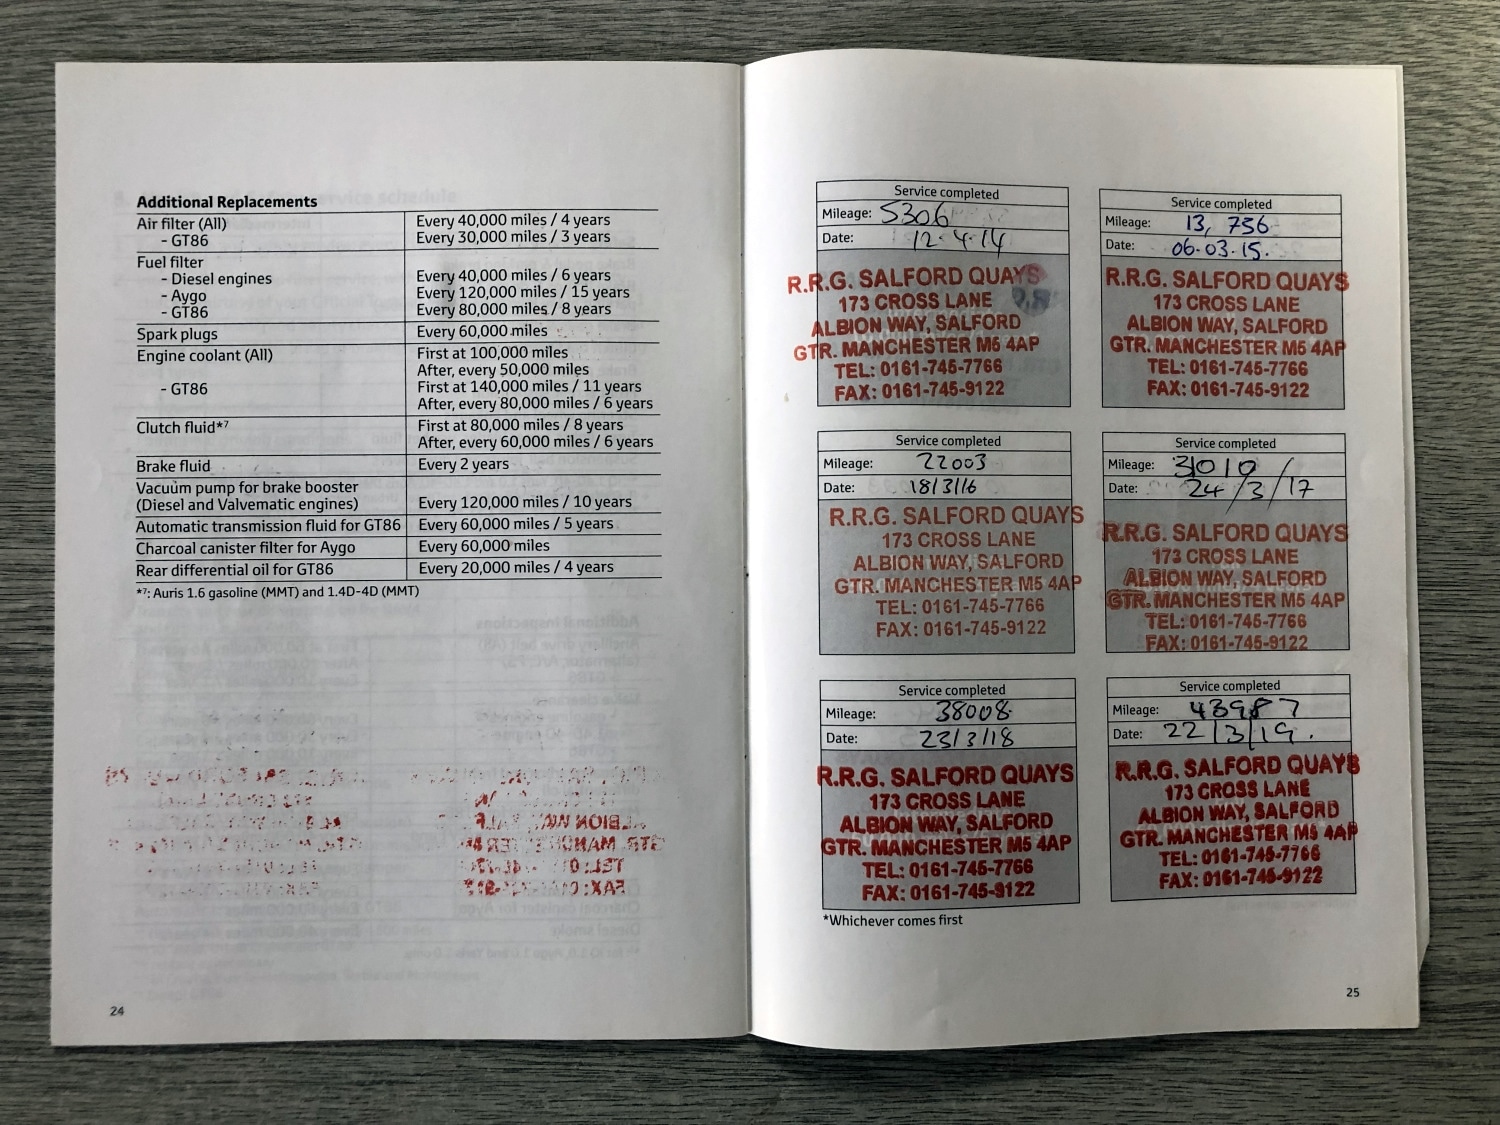 Additional Replacements
Air filter (All) Every 40,000 miles / 4 years
- GT86 Every 30,000 miles / 3 years
Fuel filter
- Diesel engines Every 40,000 miles / 6 years
- Aygo Every 120,000 miles / 15 years
- GT86 Every 80,000 miles / 8 years
Spark plugs Every 60,000 miles
Engine coolant (All) First at 100,000 miles
After, every 50,000 miles
- GT86 First at 140,000 miles / 11 years
After, every 80,000 miles / 6 years
Clutch fluid*7 First at 80,000 miles / 8 years
After, every 60,000 miles / 6 years
Brake fluid Every 2 years
Vacuum pump for brake booster
(Diesel and Valvematic engines) Every 120,000 miles / 10 years
Automatic transmission fluid for GT86 Every 60,000 miles / 5 years
Charcoal canister filter for Aygo Every 60,000 miles
Rear differential oil for GT86 Every 20,000 miles / 4 years
*7: Auris 1.6 gasoline (MMT) and 1.4D-4D (MMT)
24
Service completed
Mileage: 5306
Date: 12.4.14
R.R.G. SALFORD QUAYS
173 CROSS LANE
ALBION WAY, SALFORD
GTR. MANCHESTER M5 4AP
TEL: 0161-745-7766
FAX: 0161-745-9122
Service completed
Mileage: 13, 756
Date: 06.03.15.
R.R.G. SALFORD QUAYS
173 CROSS LANE
ALBION WAY, SALFORD
GTR. MANCHESTER M5 4AP
TEL: 0161-745-7766
FAX: 0161-745-9122
Service completed
Mileage: 22003
Date: 18/3/16
R.R.G. SALFORD QUAYS
173 CROSS LANE
ALBION WAY, SALFORD
GTR. MANCHESTER M5 4AP
TEL: 0161-745-7766
FAX: 0161-745-9122
Service completed
Mileage: 31010
Date: 24/3/17
R.R.G. SALFORD QUAYS
173 CROSS LANE
ALBION WAY, SALFORD
GTR. MANCHESTER M5 4AP
TEL: 0161-745-7766
FAX: 0161-745-9122
Service completed
Mileage: 38008
Date: 23/3/18
R.R.G. SALFORD QUAYS
173 CROSS LANE
ALBION WAY, SALFORD
GTR. MANCHESTER M5 4AP
TEL: 0161-745-7766
FAX: 0161-745-9122
Service completed
Mileage: 43987
Date: 22/3/19.
R.R.G. SALFORD QUAYS
173 CROSS LANE
ALBION WAY, SALFORD
GTR. MANCHESTER M5 4AP
TEL: 0161-745-7766
FAX: 0161-745-9122
*Whichever comes first
25